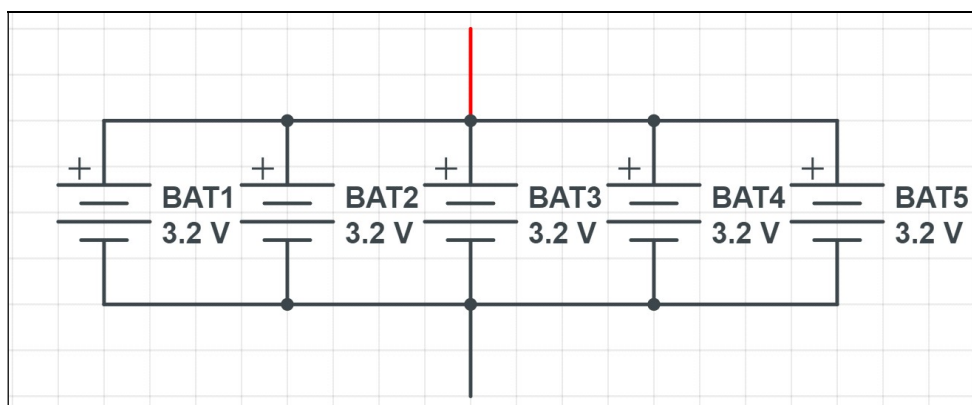 + BAT1
3.2 V
+ BAT2
3.2 V
+ BAT3
3.2 V
+ BAT4
3.2 V
+ BAT5
3.2 V